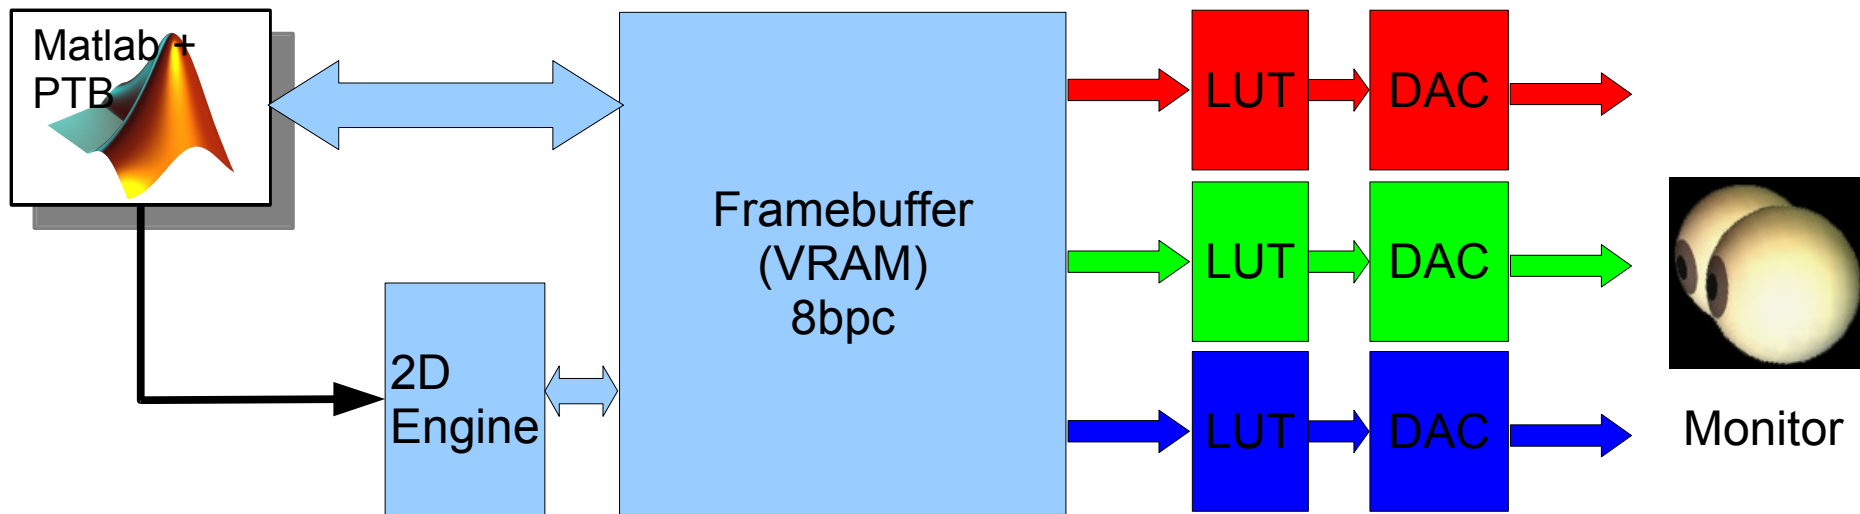 Matlab +
PTB
Framebuffer
(VRAM)
8bpc
2D
Engine
LUT
DAC
LUT
DAC
LUT
DAC
Monitor